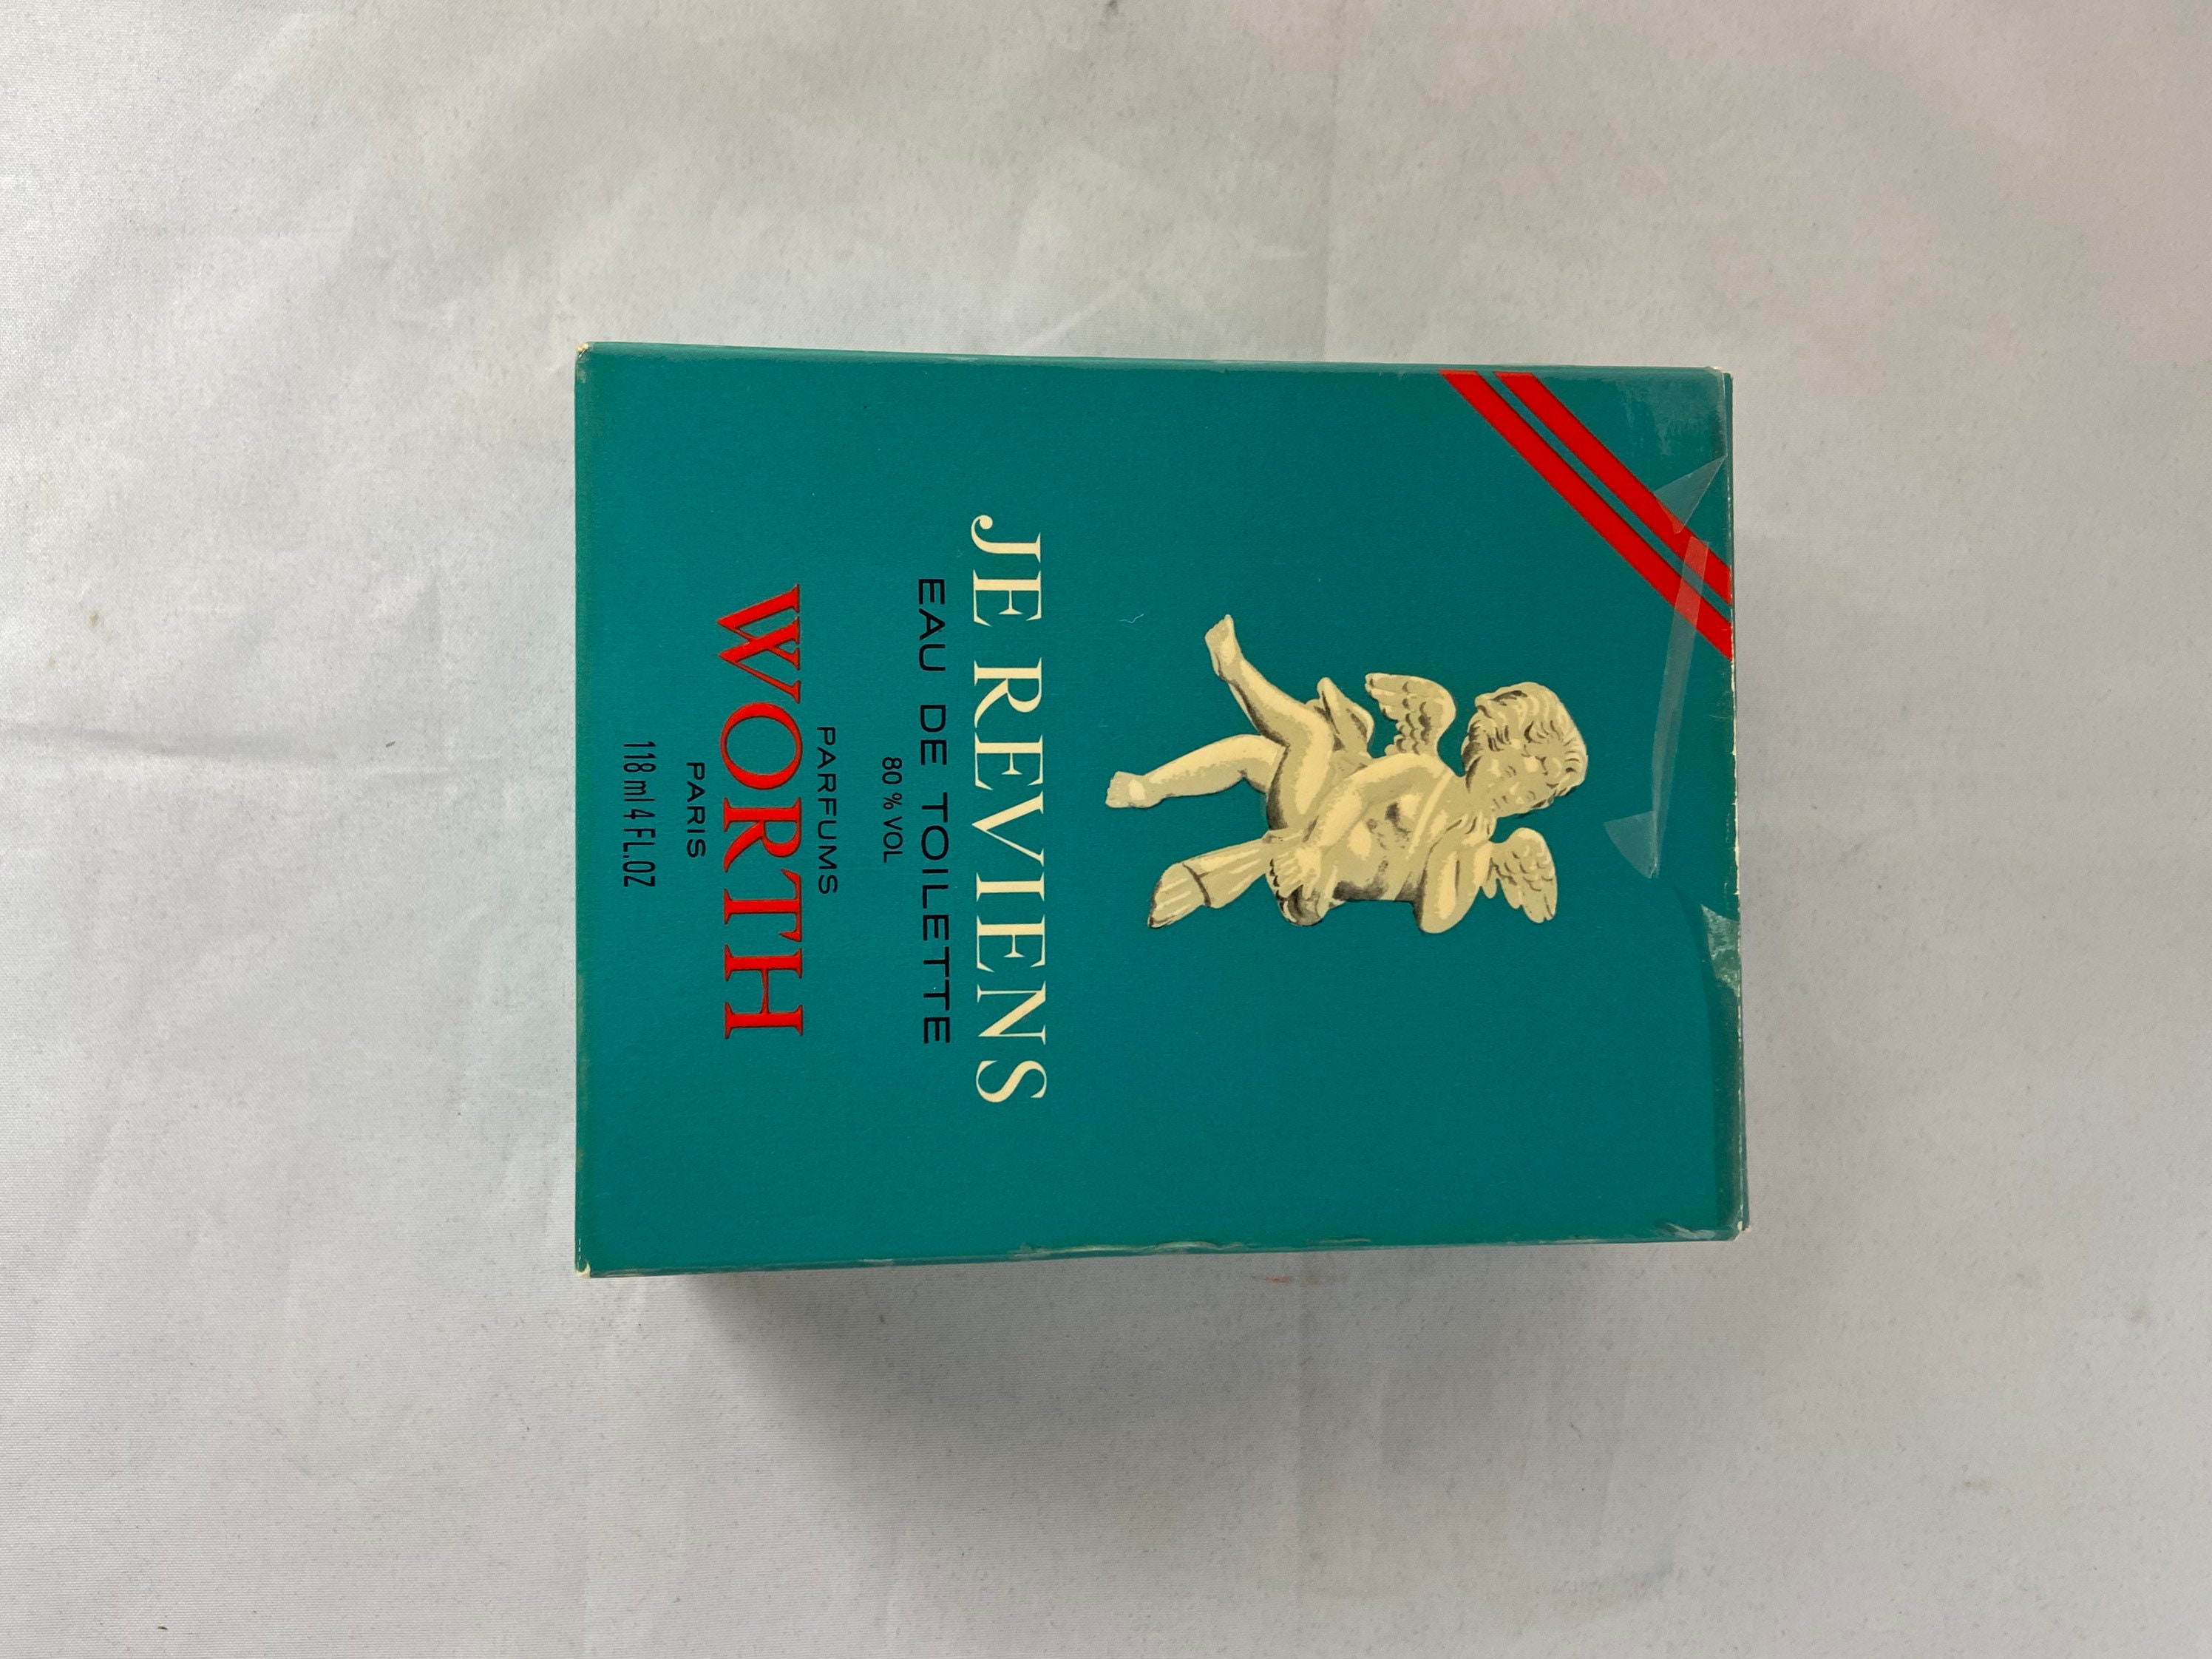 JE REVIENS
EAU DE TOILETTE
80 % VOL
PARFUMS
WORTH
PARIS
118 ml 4 FL.OZ